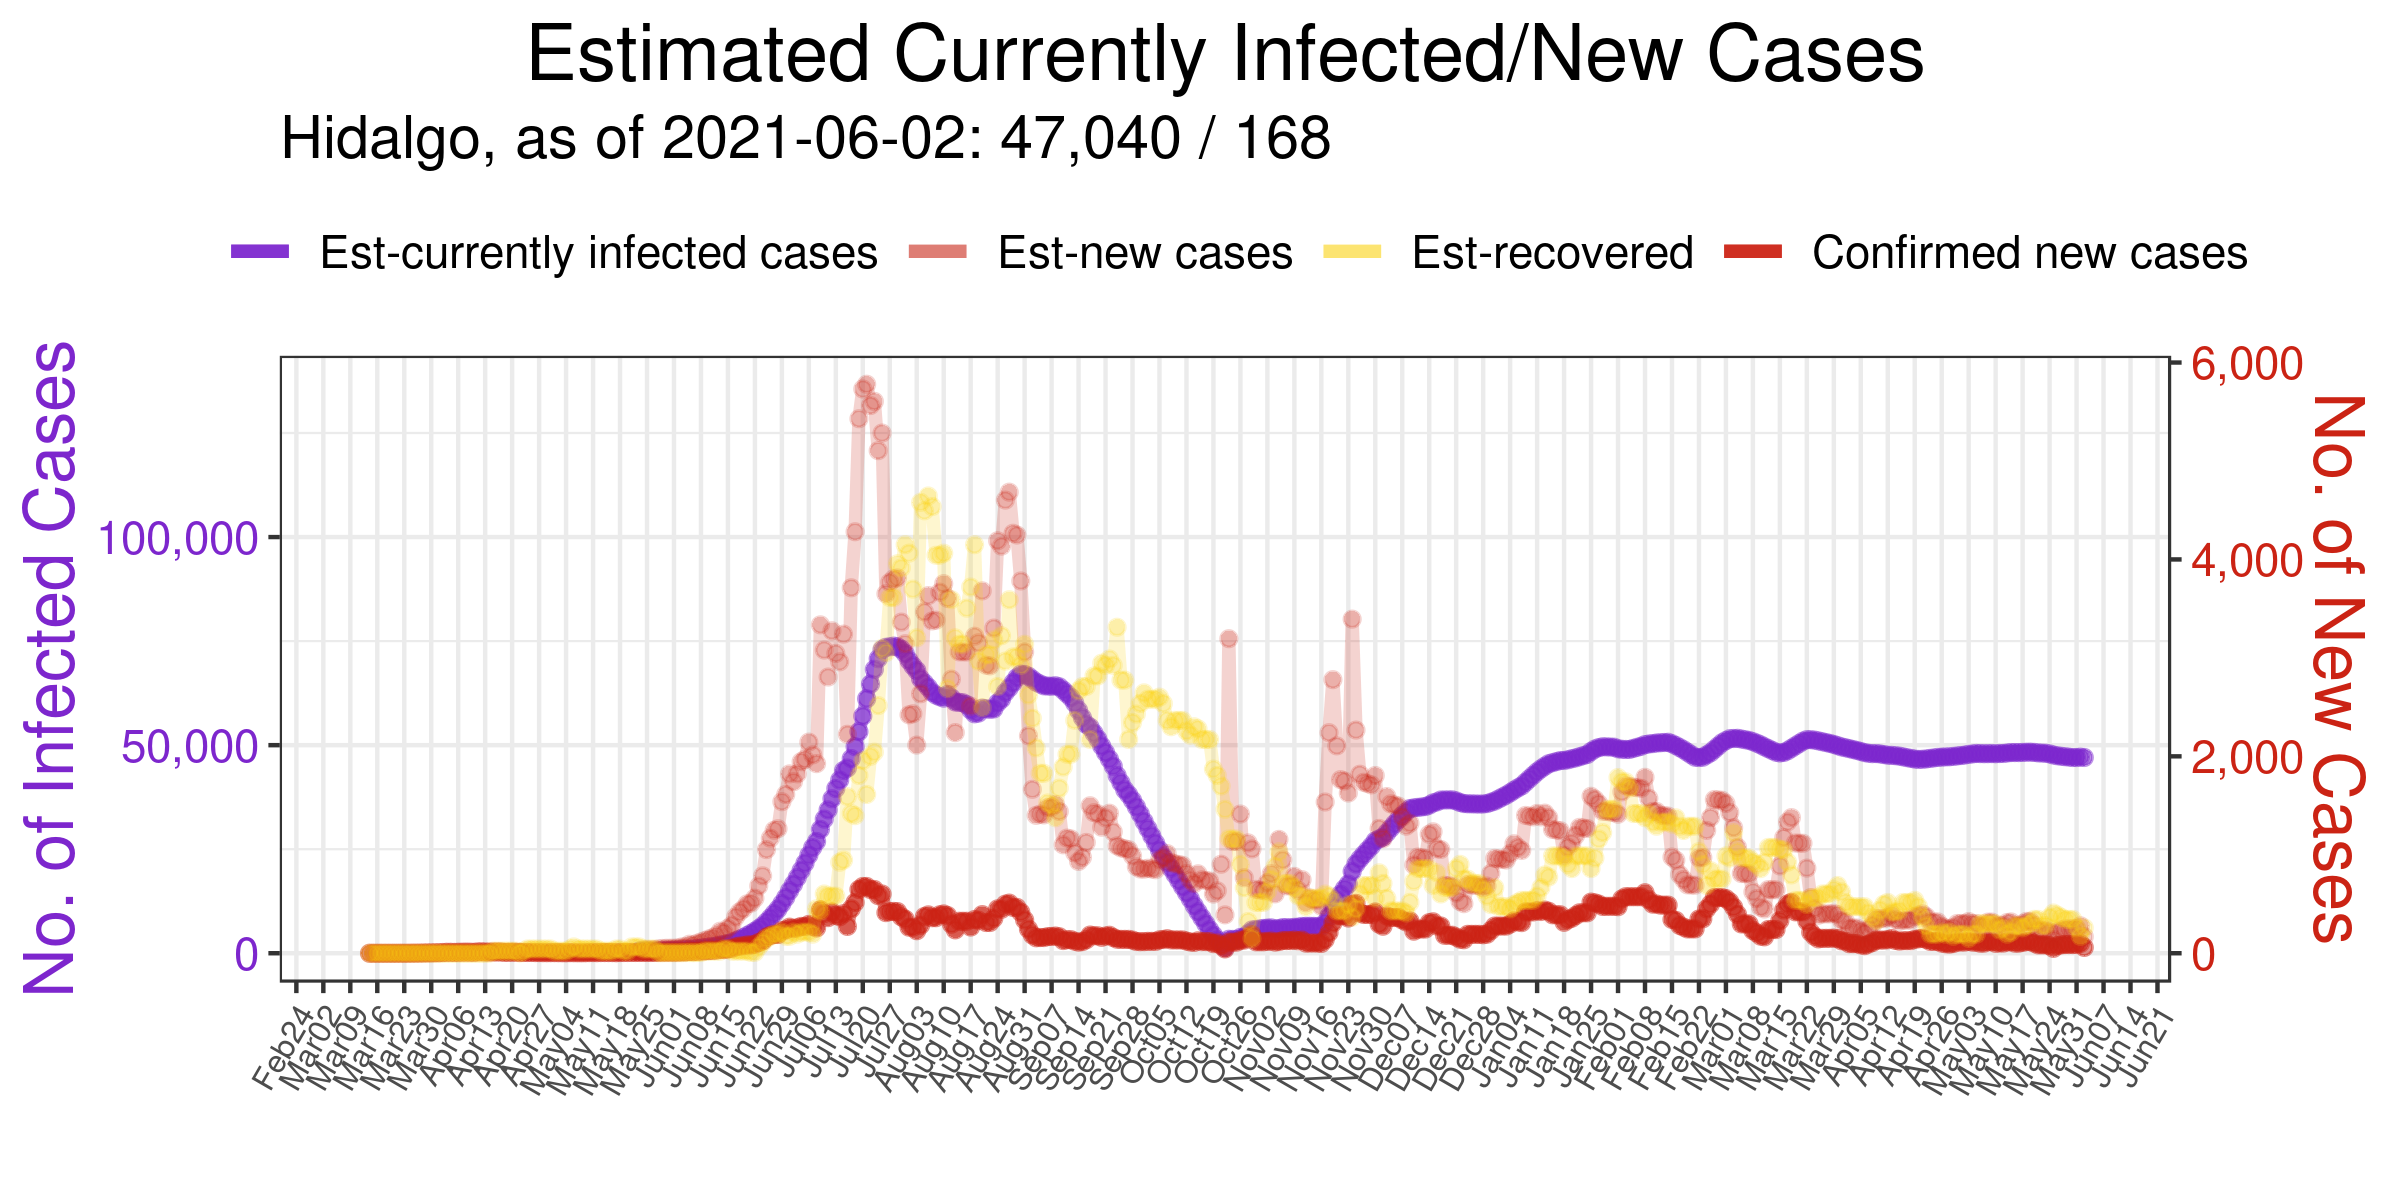 Estimated Currently Infected/New Cases
Hidalgo, as of 2021-06-02: 47,040 / 168
Est-currently infected cases Est-new cases Est-recovered Confirmed new cases
No. of Infected Cases
100,000
50,000
0
6,000
4,000
2,000
0
No. of New Cases
Feb24 Mar02 Mar09 Mar16 Mar23 Mar30 Apr06 Apr13 Apr20 Apr27 May04 May11 May18 May25 Jun01 Jun08 Jun15 Jun22 Jun29 Jul06 Jul13 Jul20 Jul27 Aug03 Aug10 Aug17 Aug24 Aug31 Sep07 Sep14 Sep21 Sep28 Oct05 Oct12 Oct19 Oct26 Nov02 Nov09 Nov16 Nov23 Nov30 Dec07 Dec14 Dec21 Dec28 Jan04 Jan11 Jan18 Jan25 Feb01 Feb08 Feb15 Feb22 Mar01 Mar08 Mar15 Mar22 Mar29 Apr05 Apr12 Apr19 Apr26 May03 May10 May17 May24 May31 Jun07 Jun14 Jun21